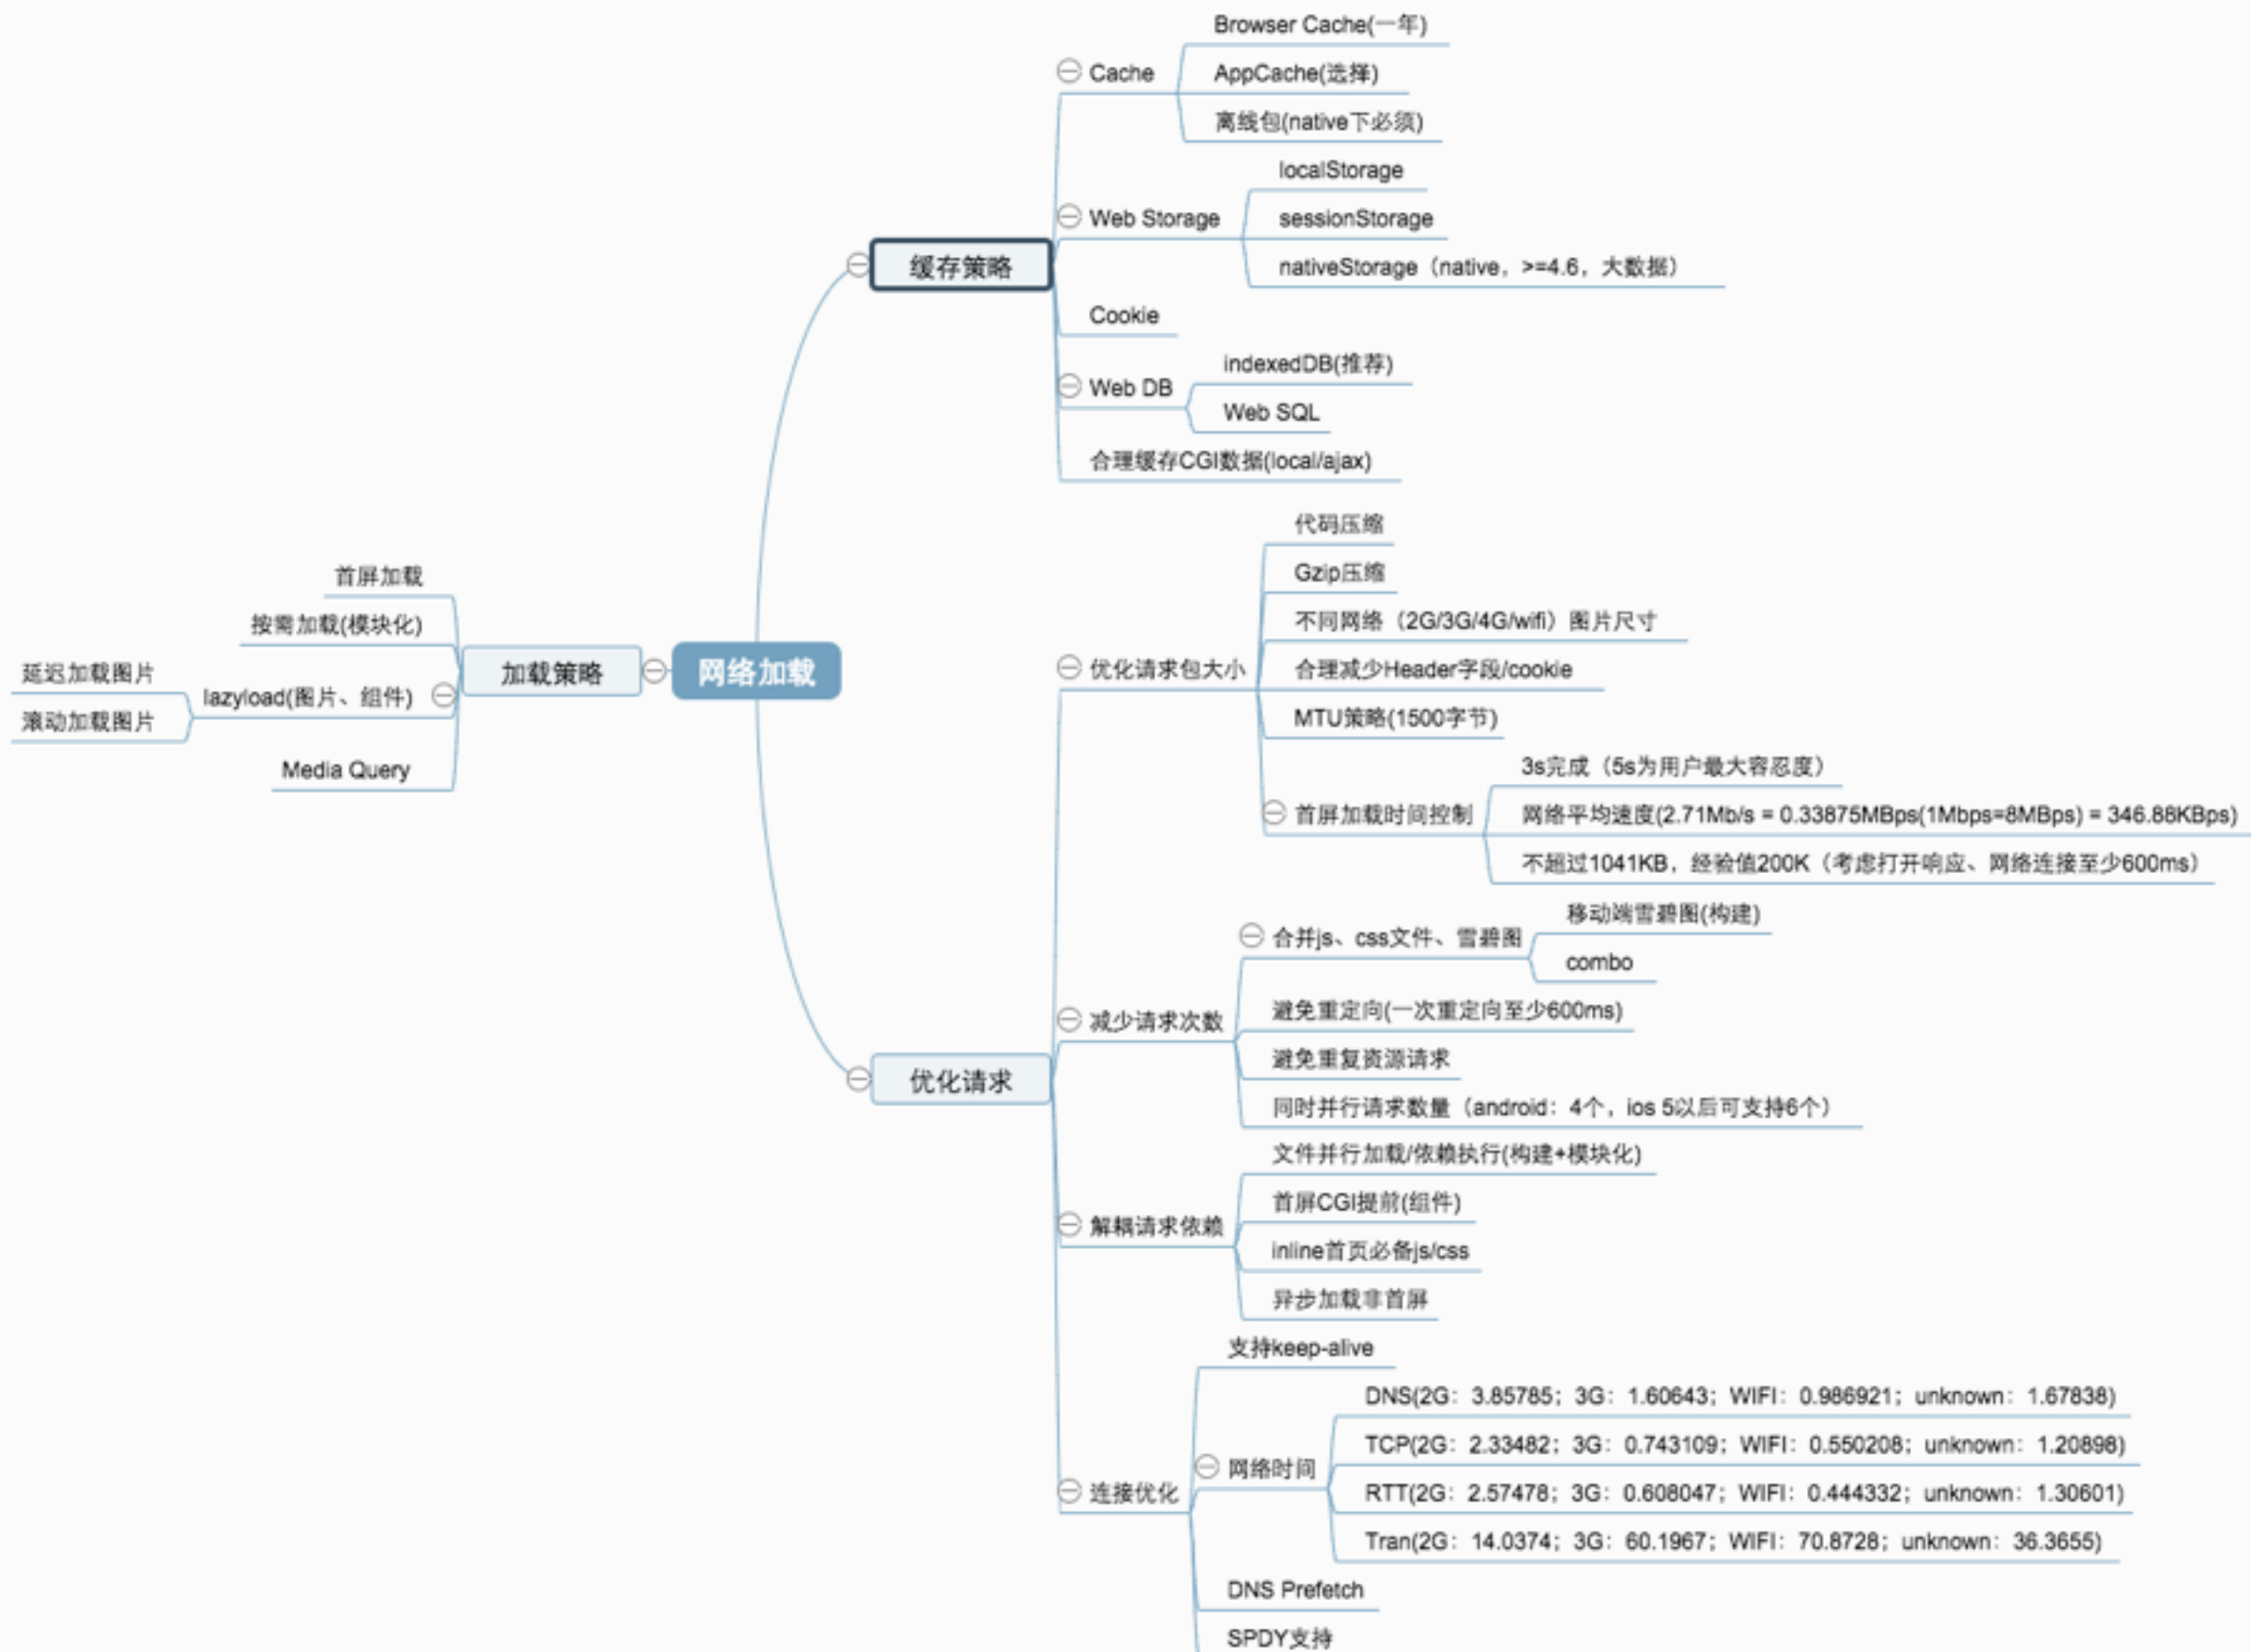 网络加载
缓存策略
Cache
Browser Cache(一年)
AppCache(选择)
离线包(native下必须)
Web Storage
localStorage
sessionStorage
nativeStorage（native，>=4.6，大数据）
Cookie
Web DB
indexedDB(推荐)
Web SQL
合理缓存CGI数据(local/ajax)
加载策略
首屏加载
按需加载(模块化)
lazyload(图片、组件)
延迟加载图片
滚动加载图片
Media Query
优化请求
优化请求包大小
代码压缩
Gzip压缩
不同网络（2G/3G/4G/wifi）图片尺寸
合理减少Header字段/cookie
MTU策略(1500字节)
首屏加载时间控制
3s完成（5s为用户最大容忍度）
网络平均速度(2.71Mb/s = 0.33875MBps(1Mbps=8MBps) = 346.88KBps)
不超过1041KB，经验值200K（考虑打开响应、网络连接至少600ms）
减少请求次数
合并js、css文件、雪碧图
移动端雪碧图(构建)
combo
避免重定向(一次重定向至少600ms)
避免重复资源请求
同时并行请求数量（android：4个，ios 5以后可支持6个）
解耦请求依赖
文件并行加载/依赖执行(构建+模块化)
首屏CGI提前(组件)
inline首页必备js/css
异步加载非首屏
连接优化
支持keep-alive
网络时间
DNS(2G：3.85785；3G：1.60643；WIFI：0.986921；unknown：1.67838)
TCP(2G：2.33482；3G：0.743109；WIFI：0.550208；unknown：1.20898)
RTT(2G：2.57478；3G：0.608047；WIFI：0.444332；unknown：1.30601)
Tran(2G：14.0374；3G：60.1967；WIFI：70.8728；unknown：36.3655)
DNS Prefetch
SPDY支持